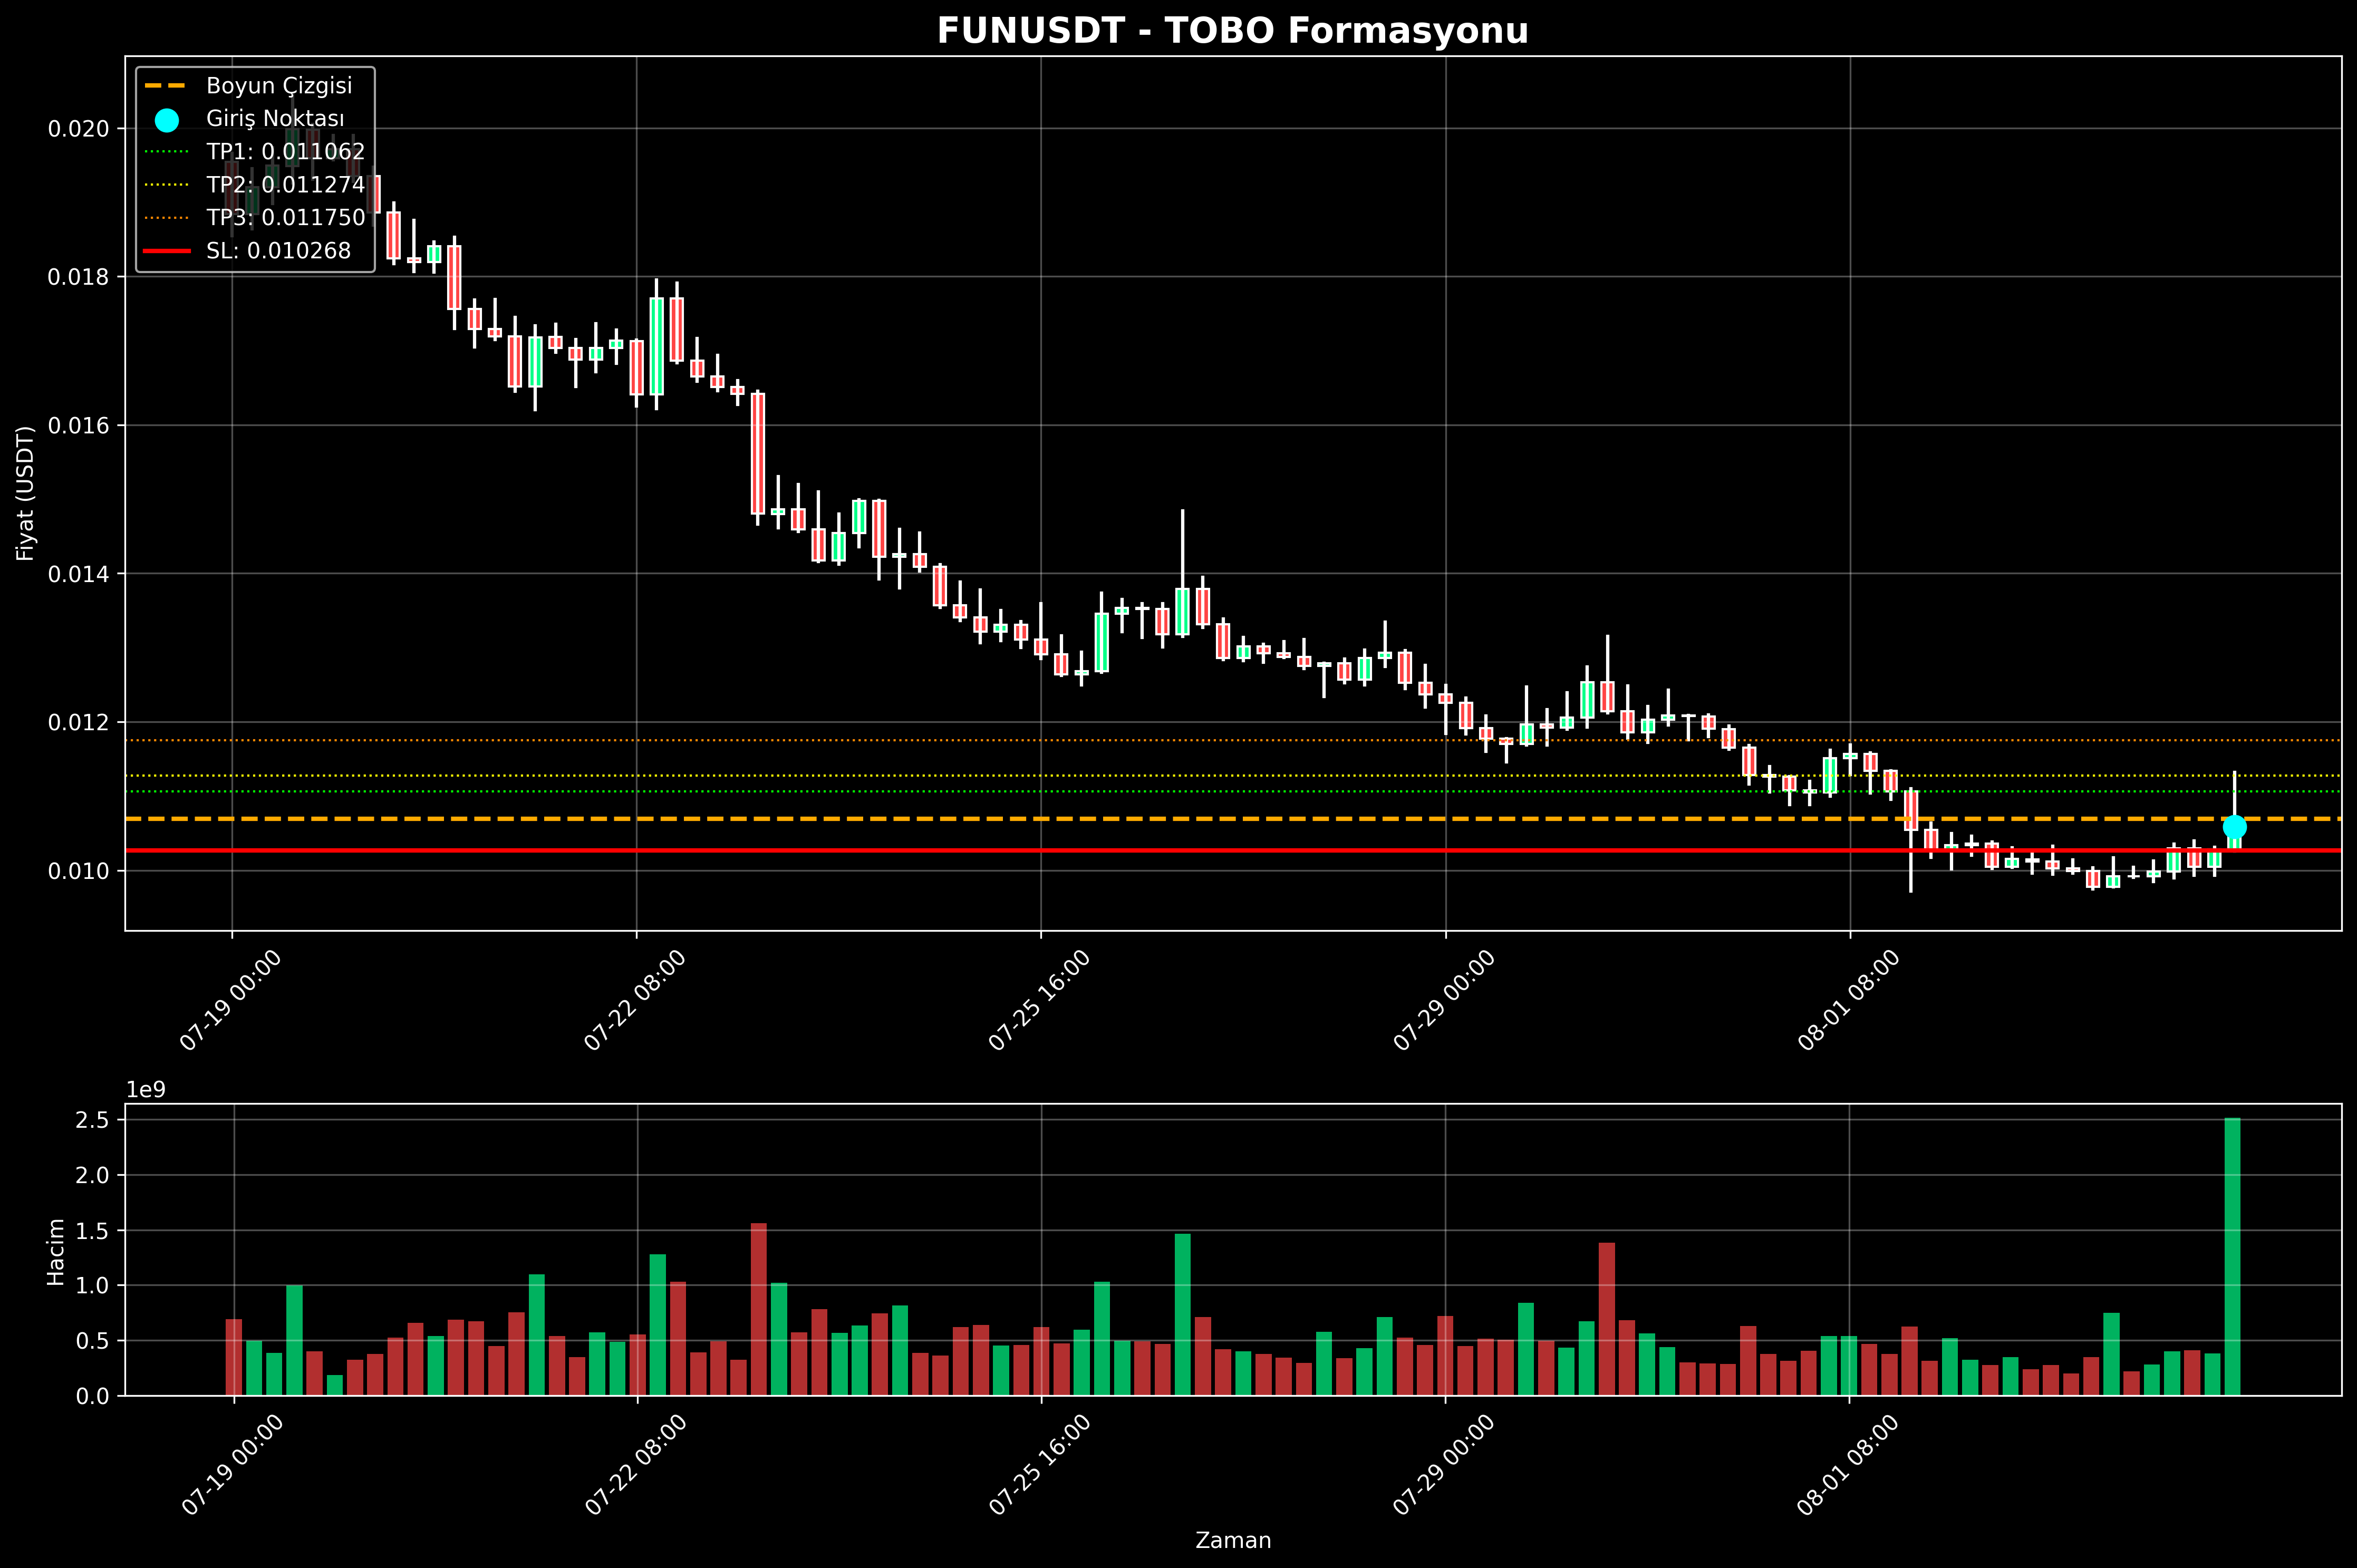 FUNUSDT - TOBO Formasyonu
Boyun Çizgisi
Giriş Noktası
TP1: 0.011062
TP2: 0.011274
TP3: 0.011750
SL: 0.010268
Fiyat (USDT)
0.020
0.018
0.016
0.014
0.012
0.010
07-19 00:00
07-22 08:00
07-25 16:00
07-29 00:00
08-01 08:00
1e9
Hacim
2.5
2.0
1.5
1.0
0.5
0.0
07-19 00:00
07-22 08:00
07-25 16:00
07-29 00:00
08-01 08:00
Zaman